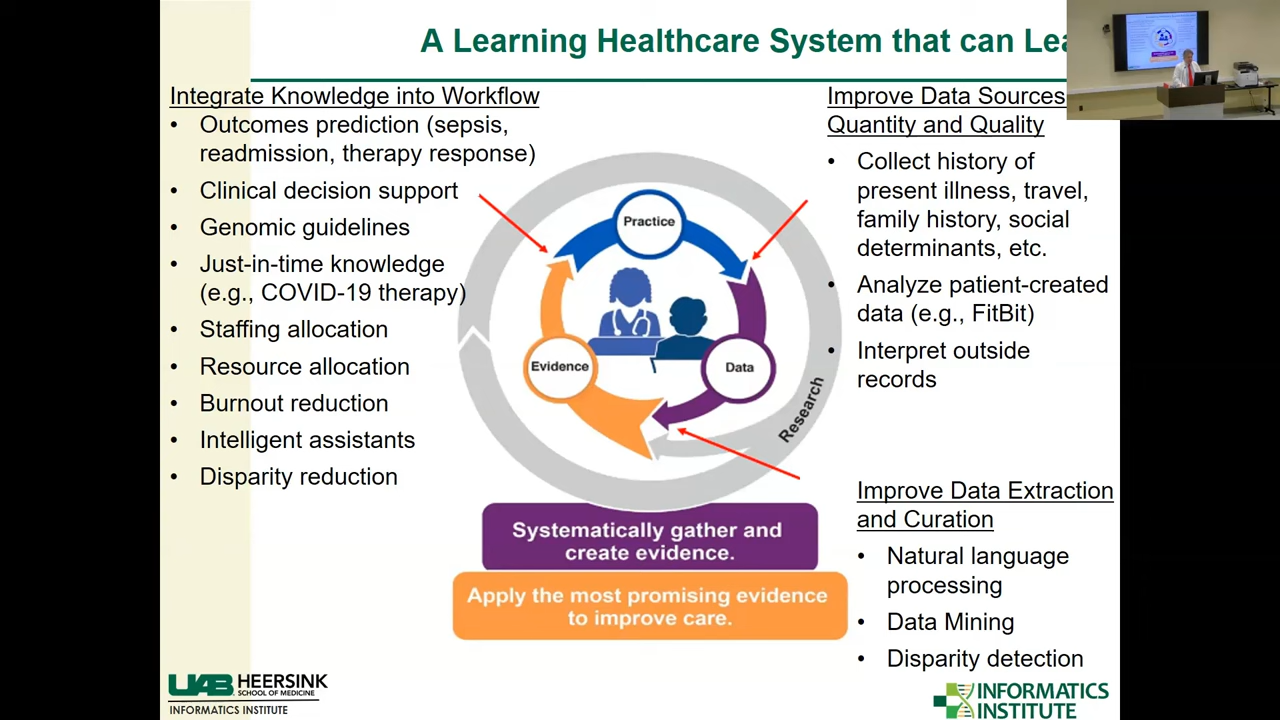 A Learning Healthcare System that can Lea
Integrate Knowledge into Workflow
• Outcomes prediction (sepsis,
readmission, therapy response)
• Clinical decision support
• Genomic guidelines
• Just-in-time knowledge
(e.g., COVID-19 therapy)
• Staffing allocation
• Resource allocation
• Burnout reduction
• Intelligent assistants
• Disparity reduction
Practice
Evidence
Data
Research
Systematically gather and
create evidence.
Apply the most promising evidence
to improve care.
Improve Data Sources
Quantity and Quality
• Collect history of
present illness, travel,
family history, social
determinants, etc.
• Analyze patient-created
data (e.g., FitBit)
• Interpret outside
records
Improve Data Extraction
and Curation
• Natural language
processing
• Data Mining
• Disparity detection
UAB HEERSINK
SCHOOL OF MEDICINE
INFORMATICS INSTITUTE
INFORMATICS
INSTITUTE